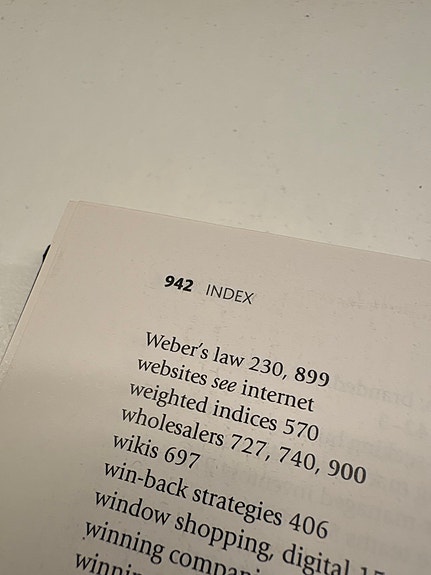 942 INDEX
Weber's law 230, 899
websites see internet
weighted indices 570
wholesalers 727, 740, 900
wikis 697
win-back strategies 406
window shopping, digital
winning